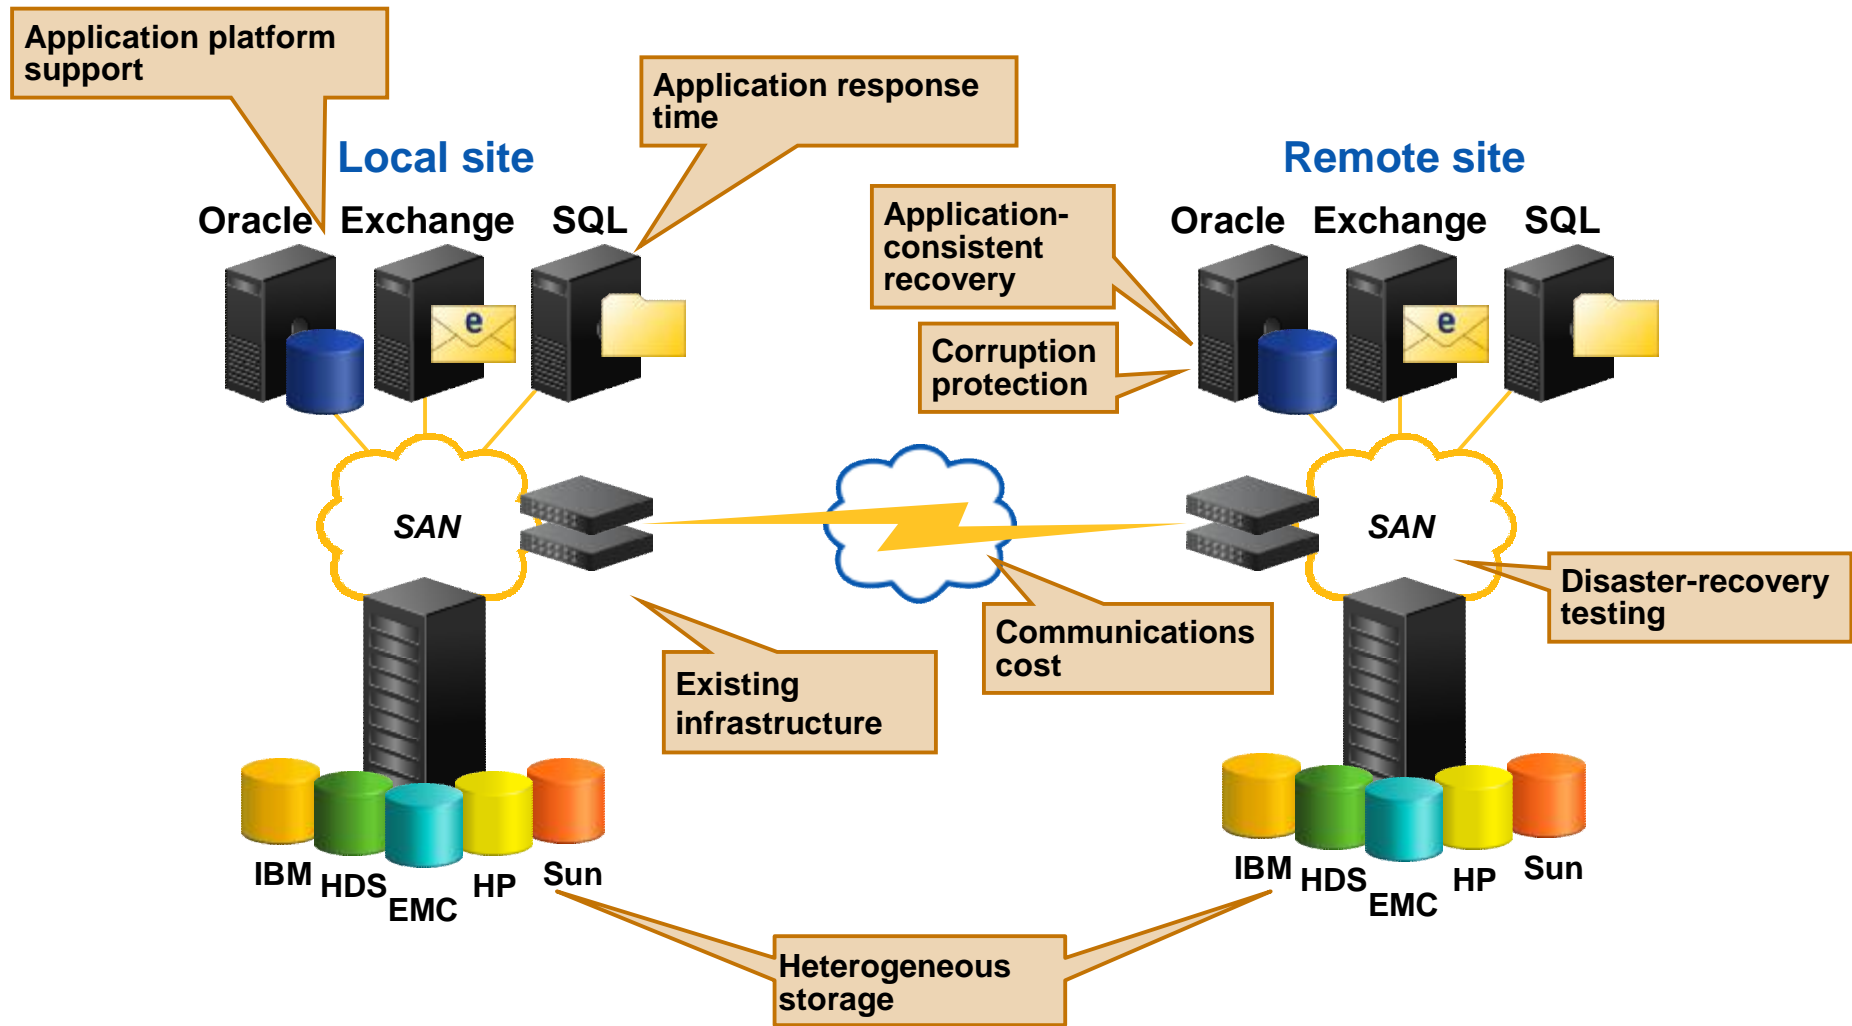 Application platform
support
Application response
time
Local site
Remote site
Oracle
Exchange
SQL
Application-
consistent
recovery
Oracle
Exchange
SQL
e
e
Corruption
protection
SAN
SAN
Disaster-recovery
testing
Communications
cost
Existing
infrastructure
IBM
HDS
EMC
HP
Sun
IBM
HDS
EMC
HP
Sun
Heterogeneous
storage